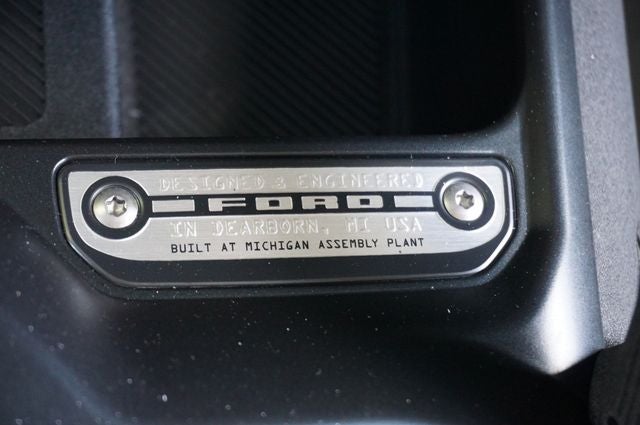 DESIGNED & ENGINEERED
FORD
IN DEARBORN, MI USA
BUILT AT MICHIGAN ASSEMBLY PLANT